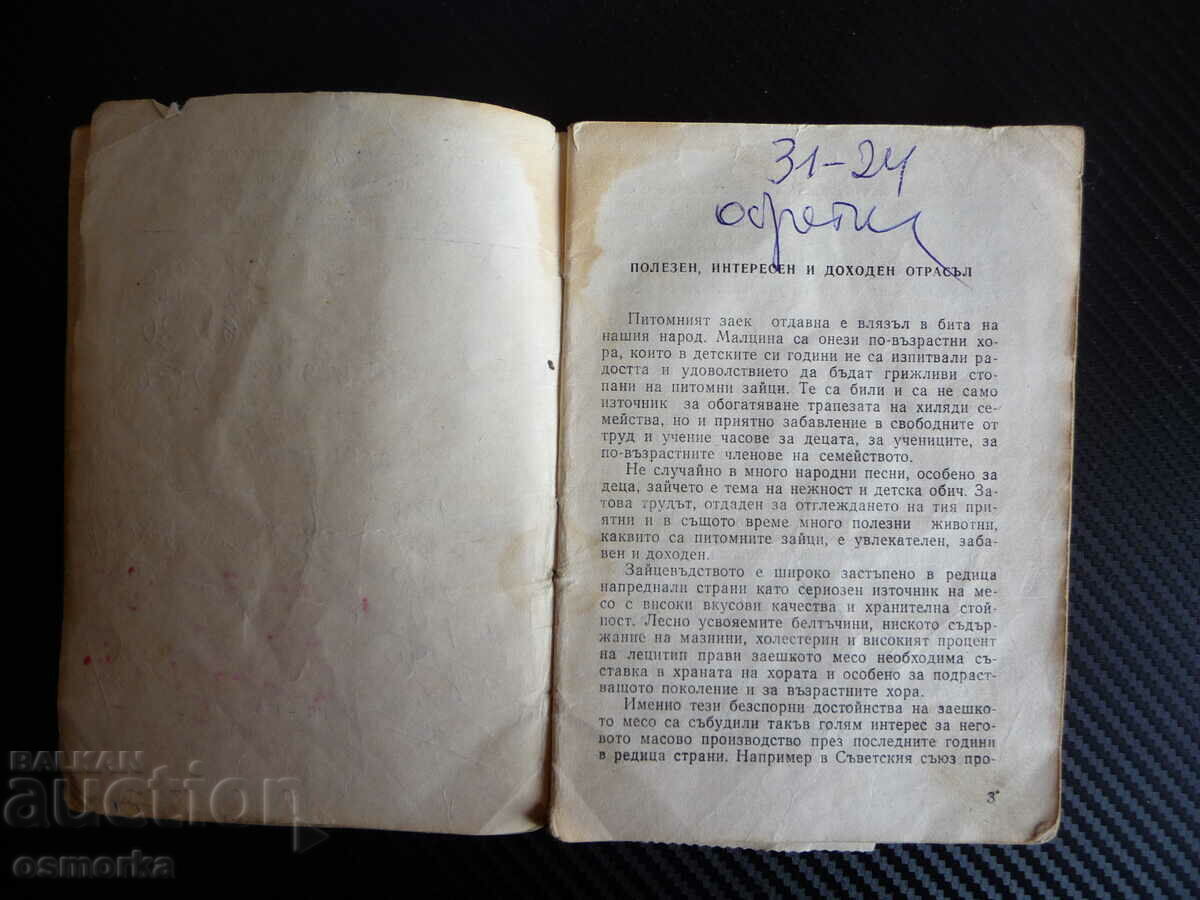 31-24
ПОЛЕЗЕН, ИНТЕРЕСЕН И ДОХОДЕН ОТРАСЪЛ
Питомният заек отдавна е влязъл в бита на
нашия народ. Малцина са онези по-възрастни хо-
ра, които в детските си години не са изпитвали ра-
достта и удоволствието да бъдат грижливи сто-
пани на питомни зайци. Те са били и са не само
източник за обогатяване трапезата на хиляди се-
мейства, но и приятно забавление в свободните от
труд и учение часове за децата, за учениците, за
по-възрастните членове на семейството.
Не случайно в много народни песни, особено за
деца, зайчето е тема на нежност и детска обич. За-
това трудът, отдаден за отглеждането на тия при-
ятни и в същото време много полезни животни,
каквито са питомните зайци, е увлекателен, заба-
вен и доходен.
Зайцевъдството е широко застъпено в редица
напреднали страни като сериозен източник на ме-
со с високи вкусови качества и хранителна стой-
ност. Лесно усвояемите белтъчини, ниското съдър-
жание на мазнини, холестерин и високият процент
на лецитип прави заешкото месо необходима съ-
ставка в храната на хората и особено за подраст-
ващото поколение и за възрастните хора.
Именно тези безспорни достойнства на заешко-
то месо са събудили такъв голям интерес за него-
вото масово производство през последните години
в редица страни. Например в Съветския съюз про-
3*
BALKAN
auction
osmorka